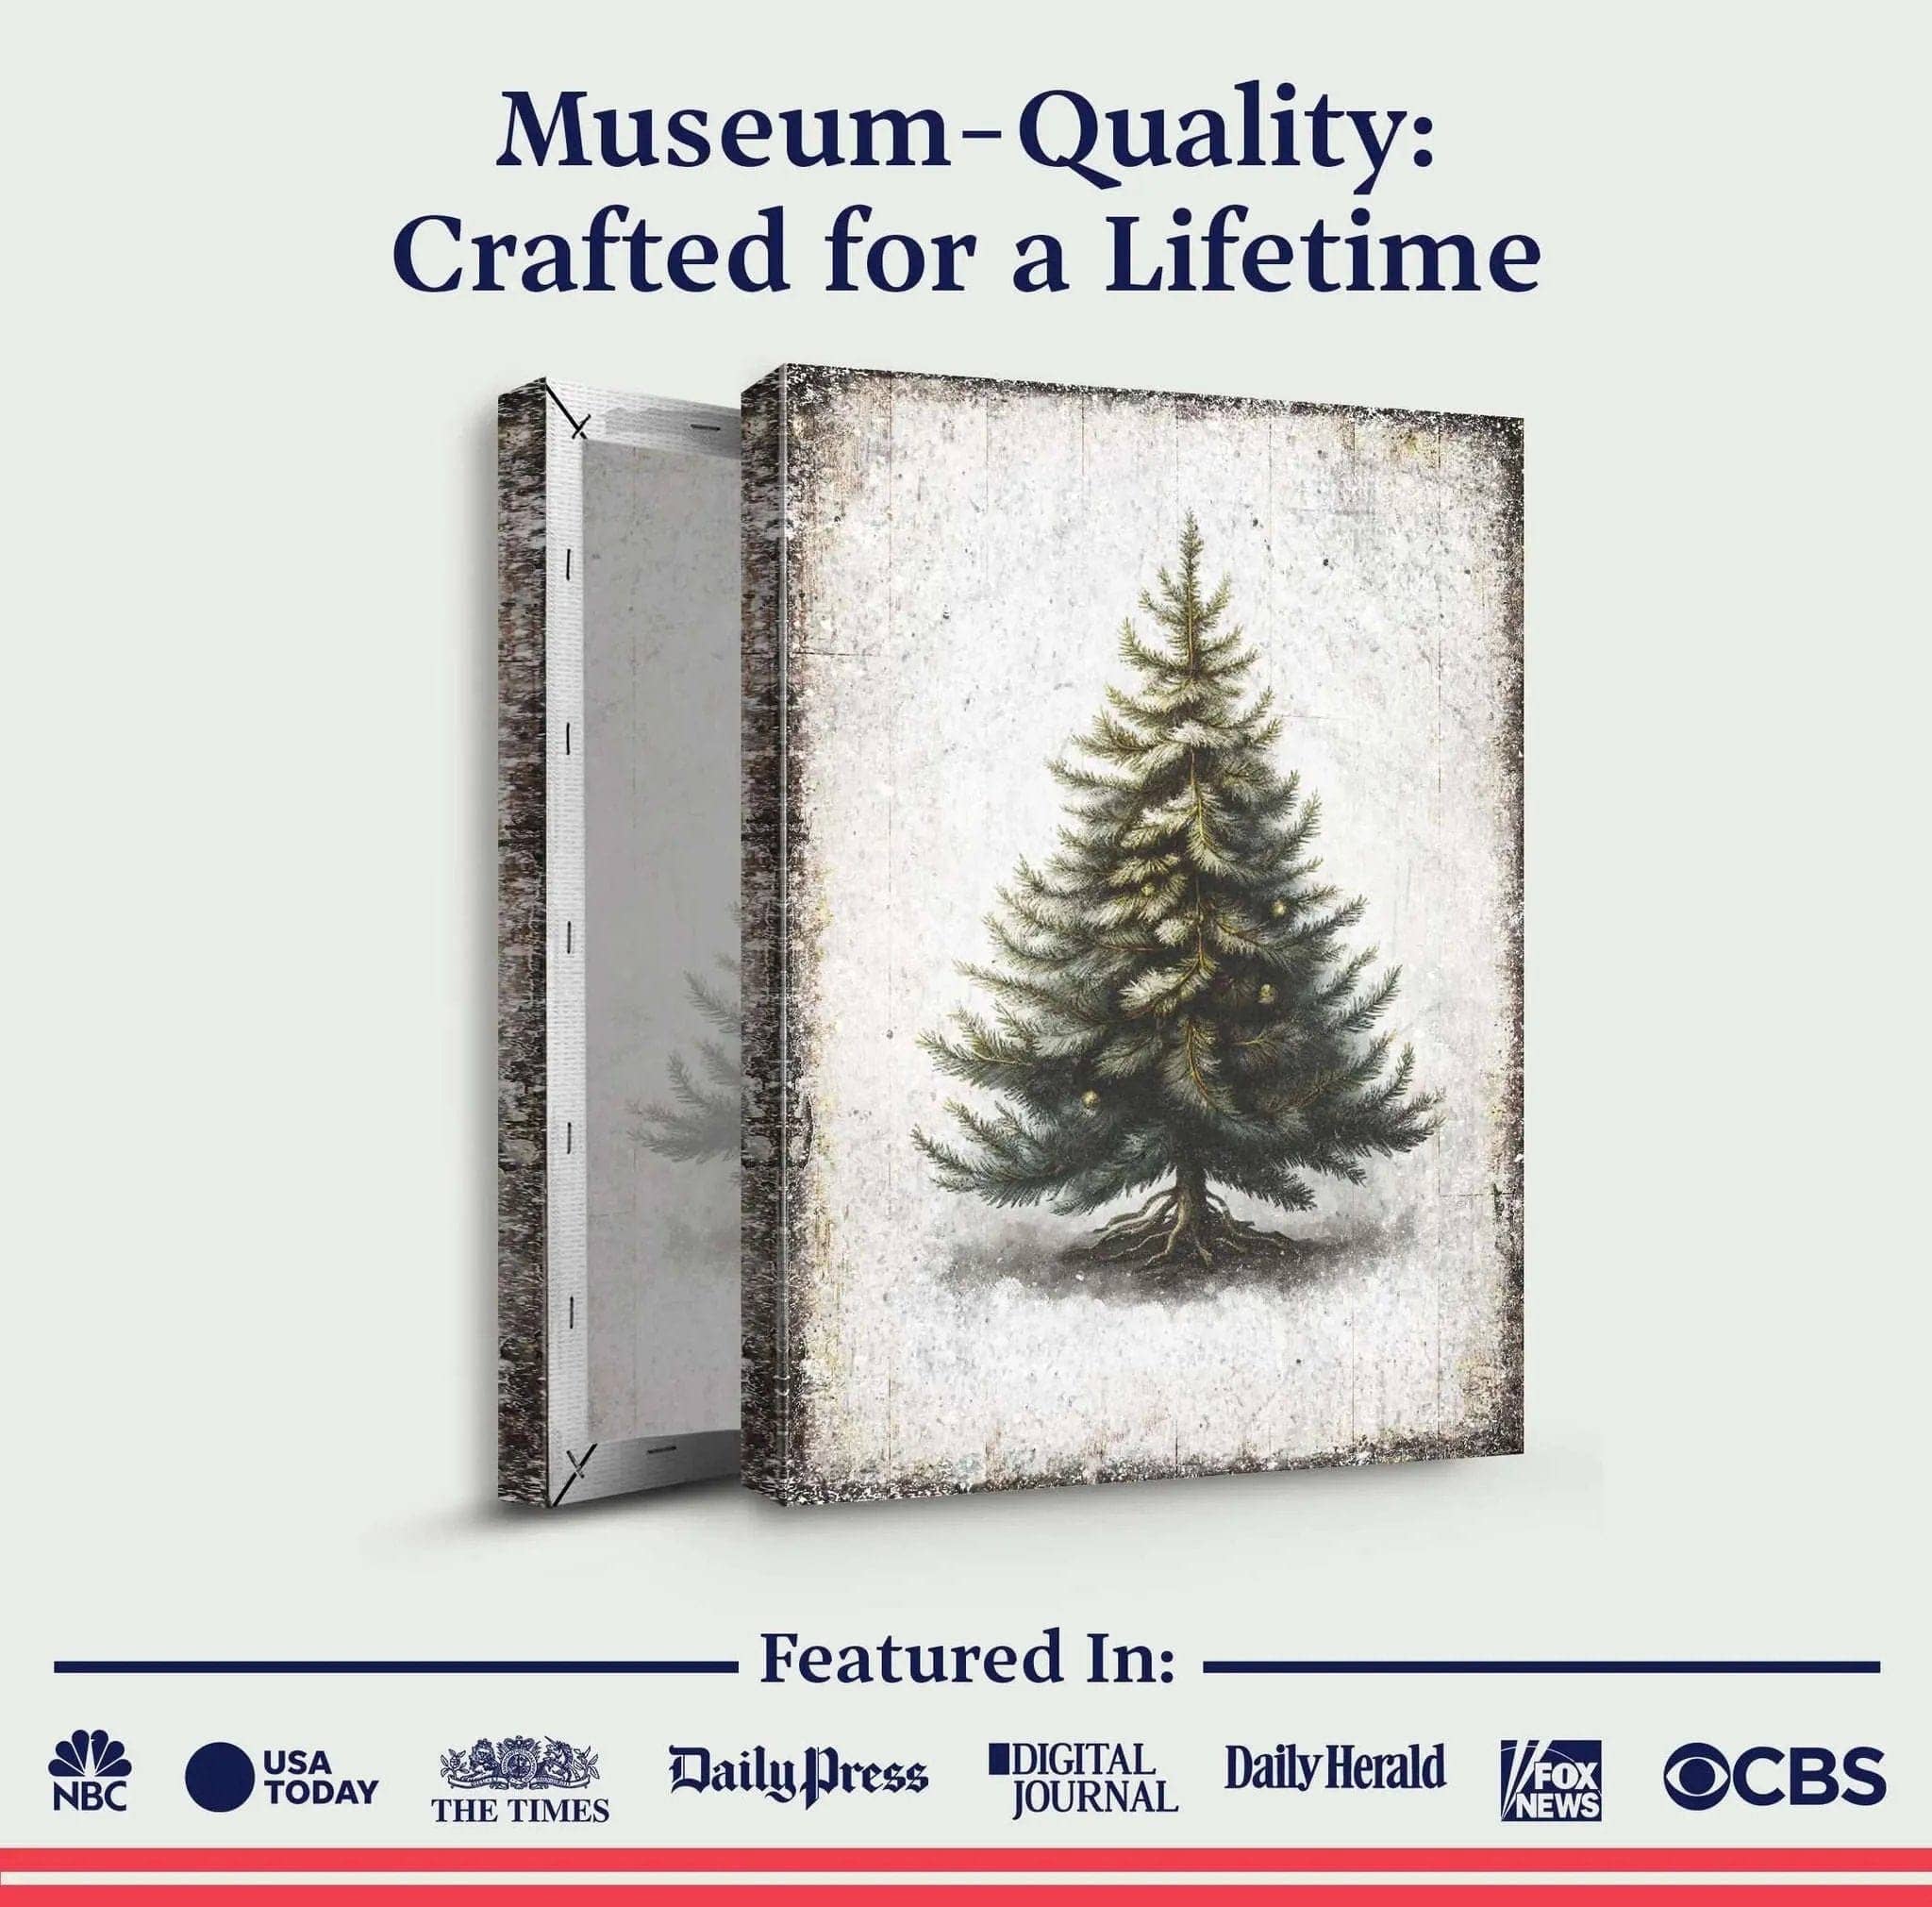 Museum-Quality:
Crafted for a Lifetime
Featured In:
NBC
USA
TODAY
THE TIMES
Daily Press
DIGITAL
JOURNAL
Daily Herald
FOX
NEWS
CBS